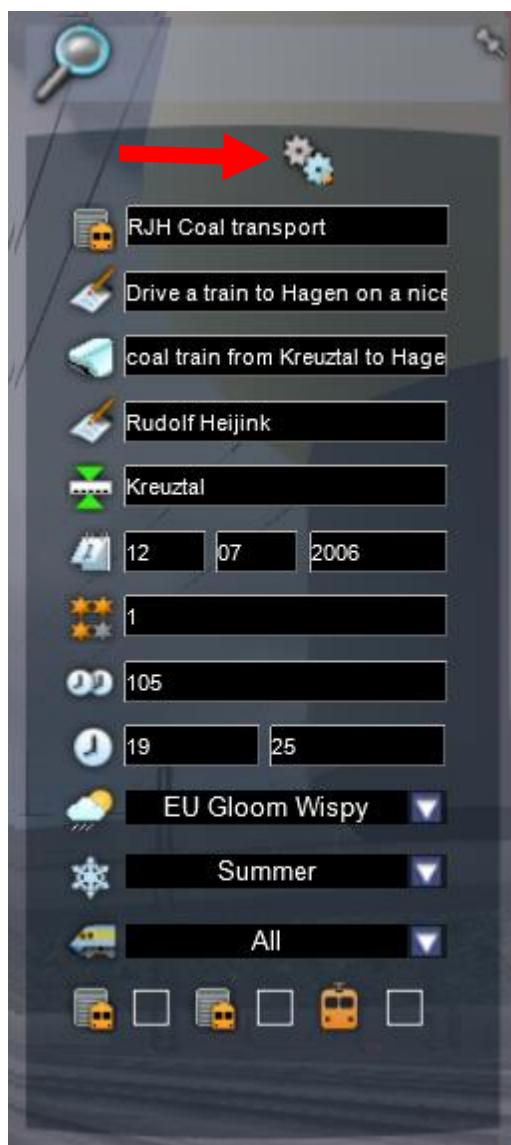 RJH Coal transport
Drive a train to Hagen on a nice
coal train from Kreuztal to Hage
Rudolf Heijink
Kreuztal
12 07 2006
1
105
19 25
EU Gloom Wispy
Summer
All